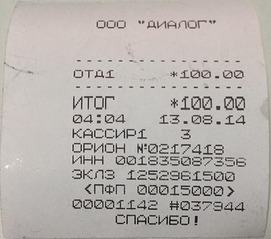 ООО "ДИАЛОГ"
ОТД1 *100.00
ИТОГ *100.00
04:04 13.08.14
КАССИР1 3
ОРИОН №0217418
ИНН 001835087356
ЭКЛЗ 1252961500
<ПФП 00015000>
00001142 #037944
СПАСИБО!